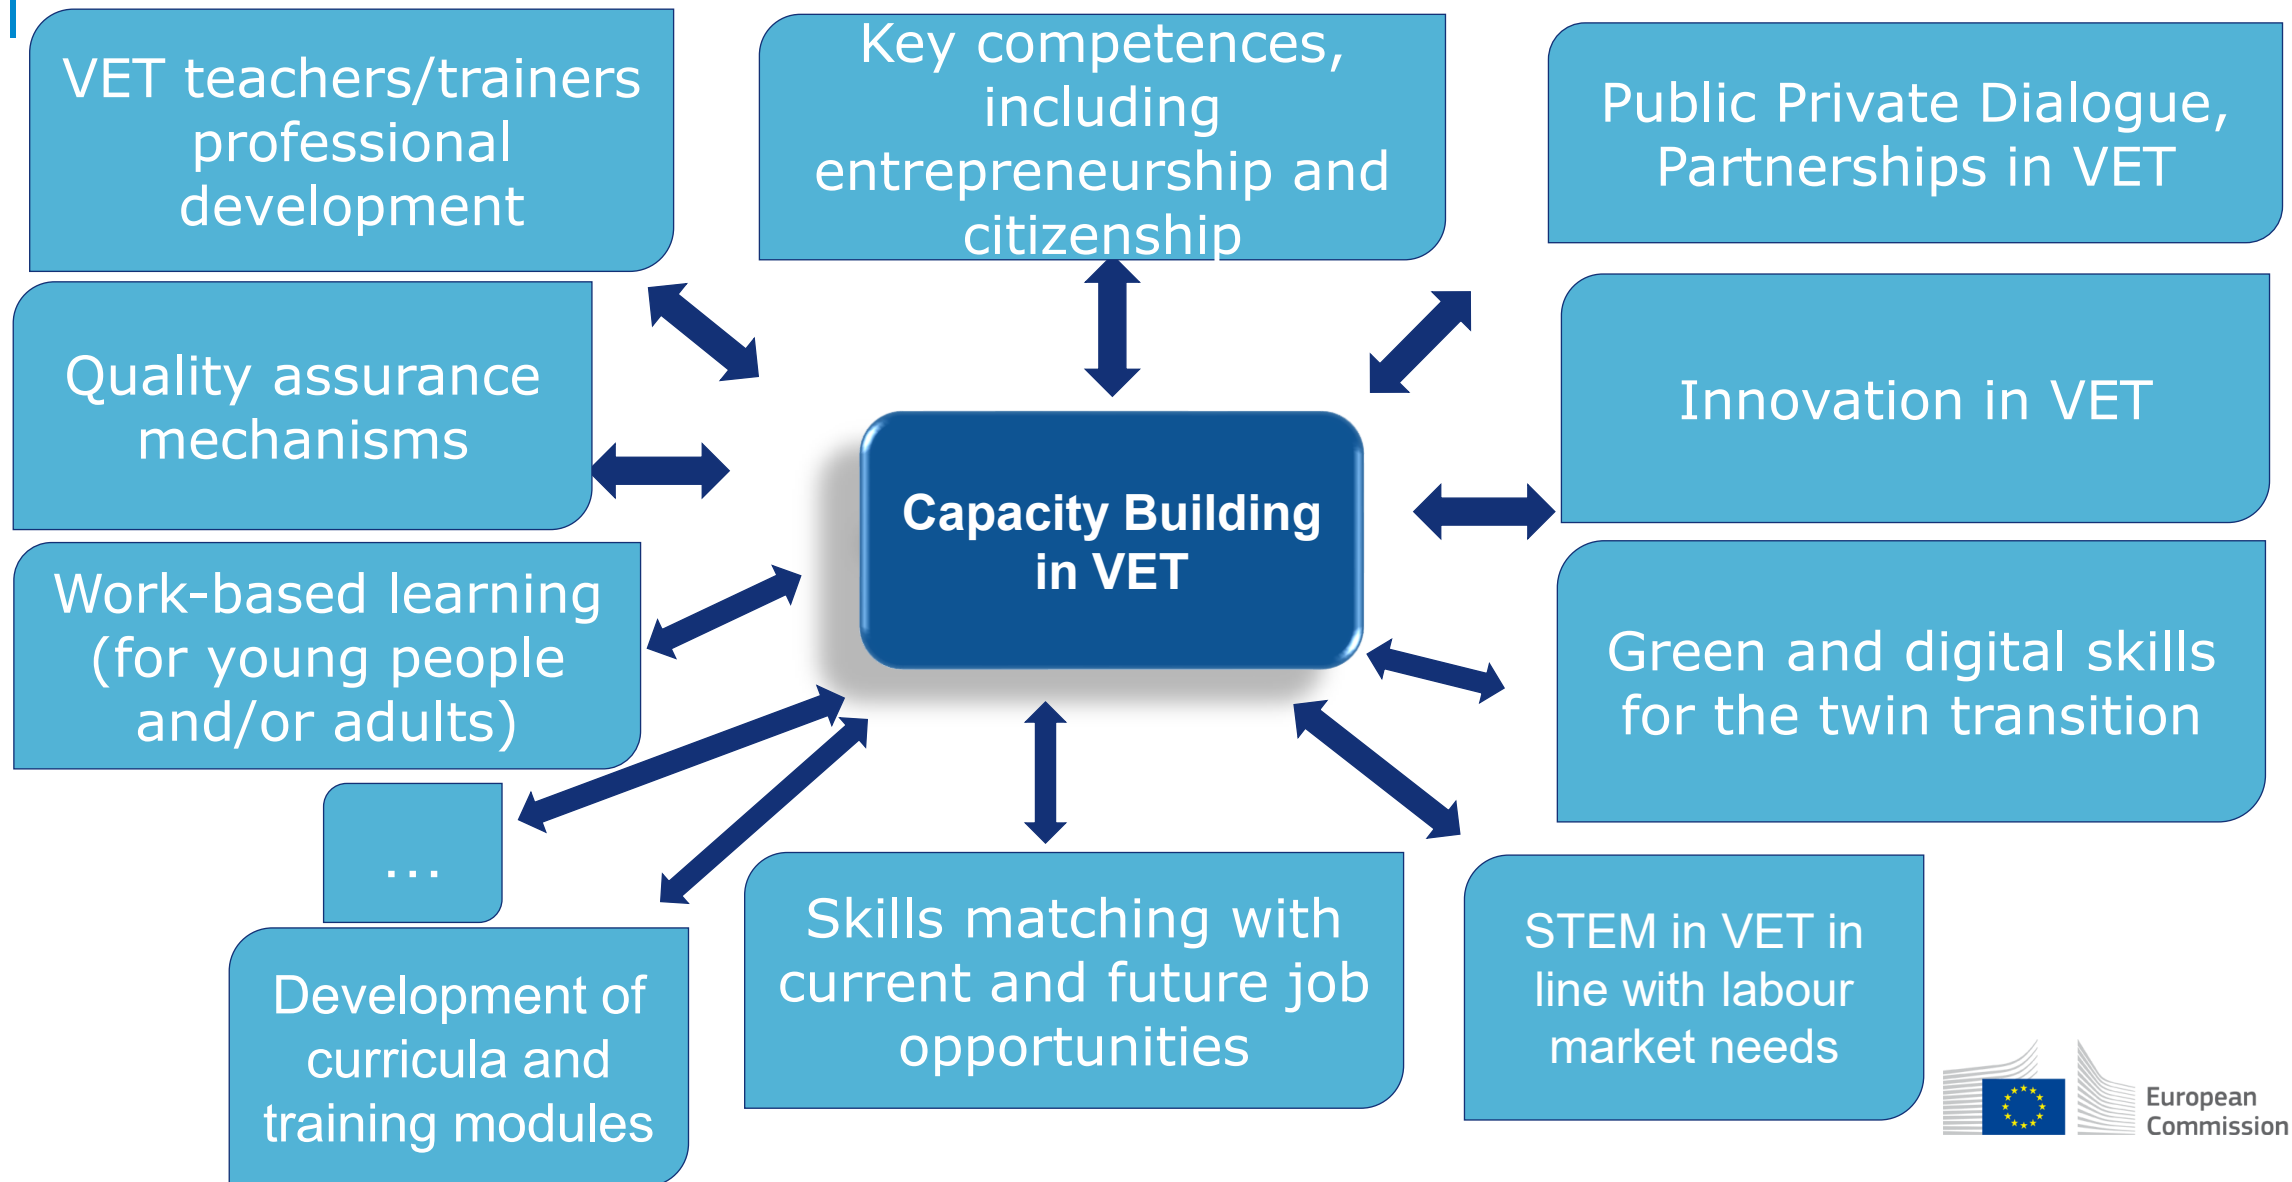 VET teachers/trainers
professional
development
Key competences,
including
entrepreneurship and
citizenship
Public Private Dialogue,
Partnerships in VET
Quality assurance
mechanisms
Innovation in VET
Capacity Building
in VET
Work-based learning
(for young people
and/or adults)
Green and digital skills
for the twin transition
...
Development of
curricula and
training modules
Skills matching with
current and future job
opportunities
STEM in VET in
line with labour
market needs
European
Commission